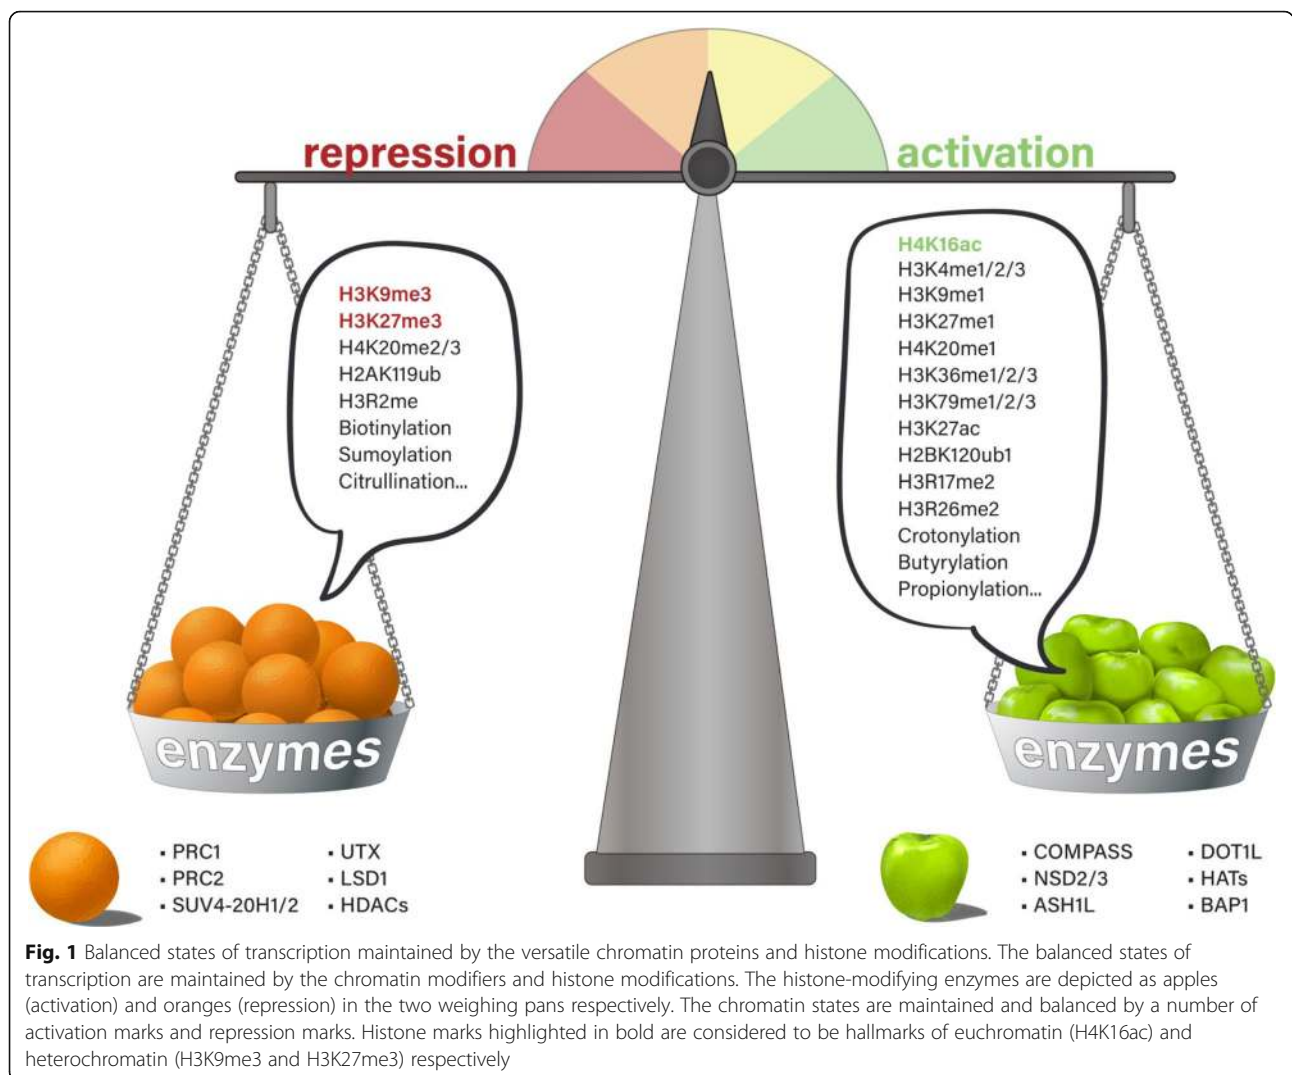 repression
activation
H3K9me3
H3K27me3
H4K20me2/3
H2AK119ub
H3R2me
Biotinylation
Sumoylation
Citrullination...
H4K16ac
H3K4me1/2/3
H3K9me1
H3K27me1
H4K20me1
H3K36me1/2/3
H3K79me1/2/3
H3K27ac
H2BK120ub1
H3R17me2
H3R26me2
Crotonylation
Butyrylation
Propionylation...
enzymes
enzymes
▪ PRC1
▪ PRC2
▪ SUV4-20H1/2
▪ UTX
▪ LSD1
▪ HDACs
▪ COMPASS
▪ NSD2/3
▪ ASH1L
▪ DOT1L
▪ HATs
▪ BAP1
Fig. 1 Balanced states of transcription maintained by the versatile chromatin proteins and histone modifications. The balanced states of
transcription are maintained by the chromatin modifiers and histone modifications. The histone-modifying enzymes are depicted as apples
(activation) and oranges (repression) in the two weighing pans respectively. The chromatin states are maintained and balanced by a number of
activation marks and repression marks. Histone marks highlighted in bold are considered to be hallmarks of euchromatin (H4K16ac) and
heterochromatin (H3K9me3 and H3K27me3) respectively